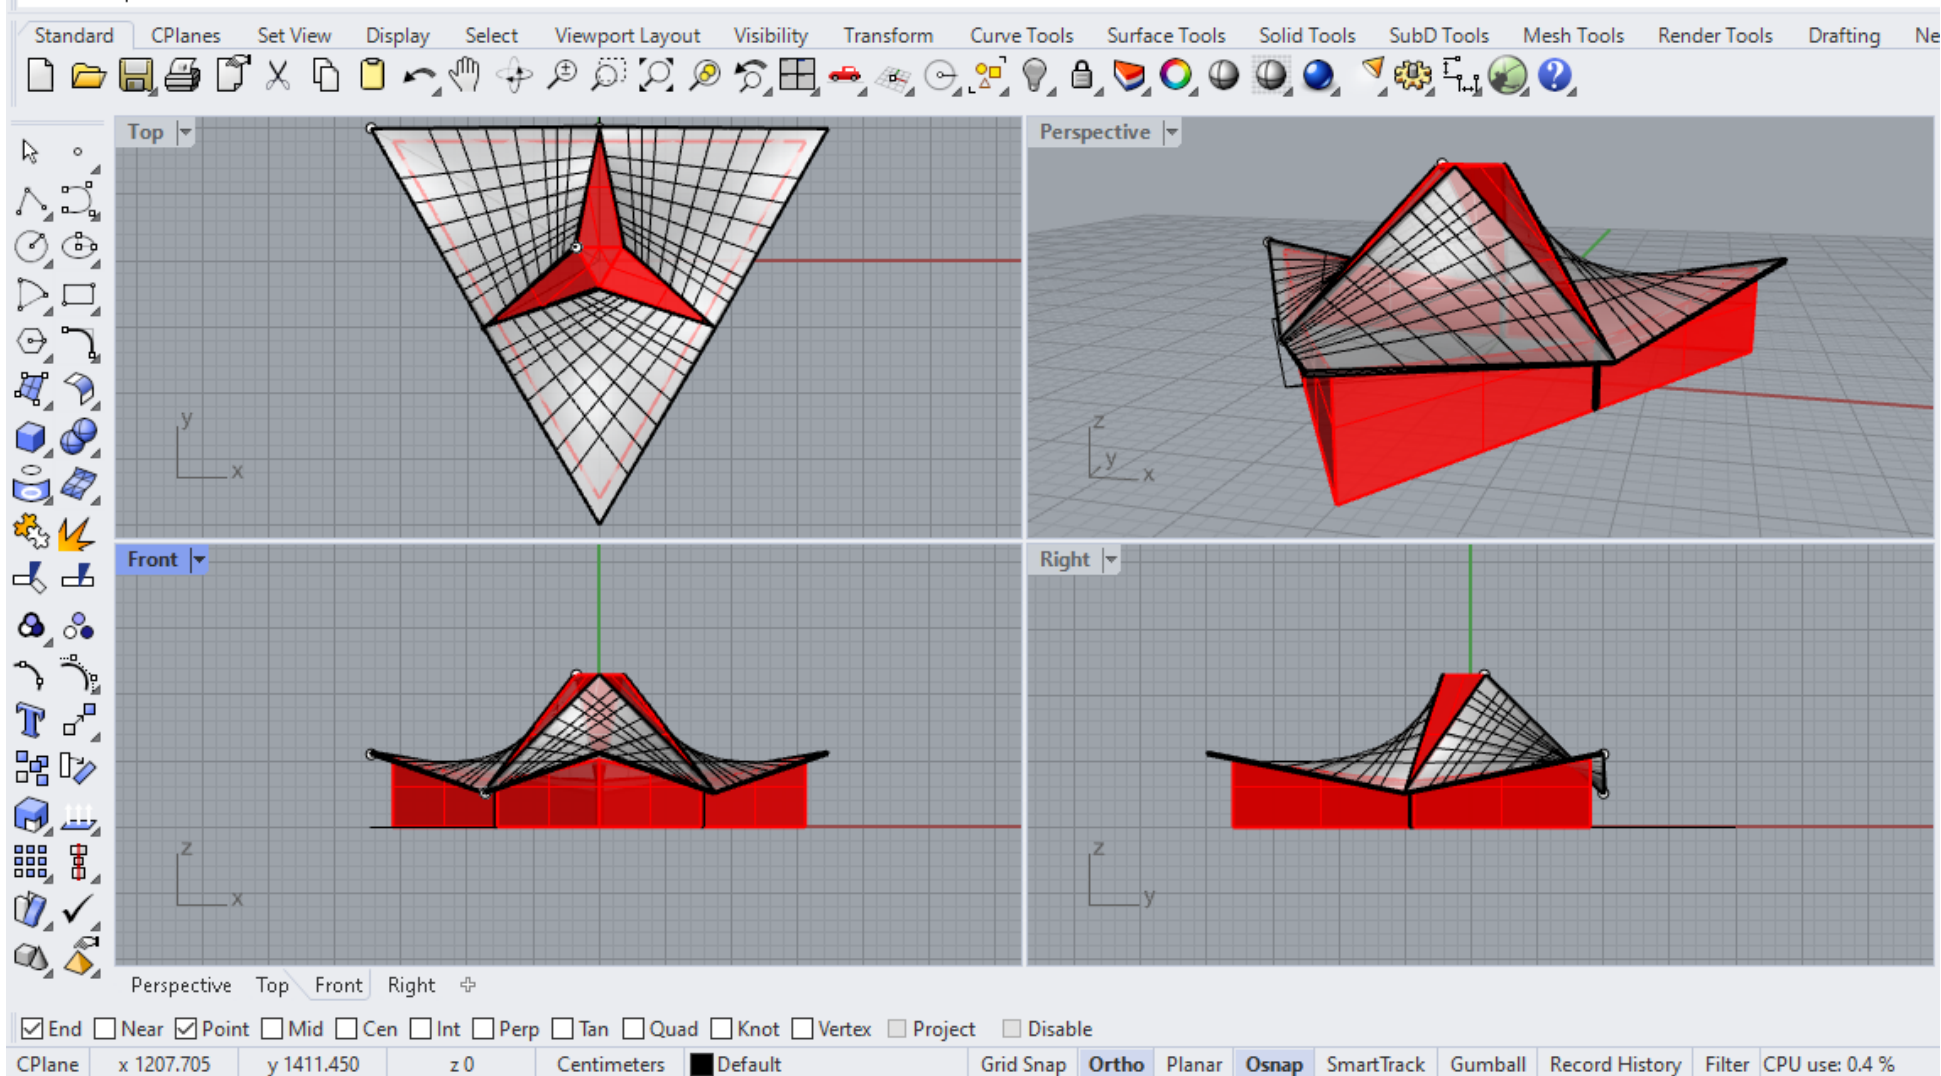 Standard CPlanes Set View Display Select Viewport Layout Visibility Transform Curve Tools Surface Tools Solid Tools SubD Tools Mesh Tools Render Tools Drafting Ne
Top
Perspective
y
x
z
y
x
Front
Right
z
x
z
y
Perspective Top Front Right
End Near Point Mid Cen Int Perp Tan Quad Knot Vertex Project Disable
CPlane x 1207.705 y 1411.450 z 0 Centimeters Default Grid Snap Ortho Planar Osnap SmartTrack Gumball Record History Filter CPU use: 0.4 %